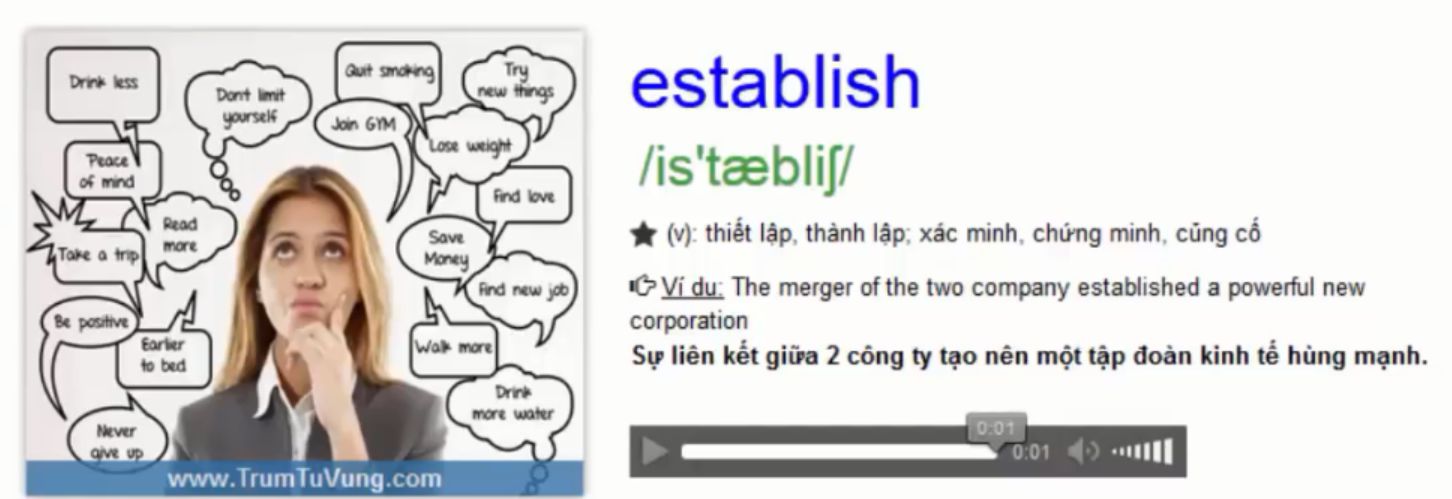 Drink less
Don't limit
yourself
Quit smoking
Try
new things
Join GYM
Lose weight
Peace
of mind
Find love
Read
more
Save
Money
Take a trip
Find new job
Be positive
Earlier
to bed
Walk more
Drink
more water
Never
give up
www.TrumTuVung.com
establish
/is'tæbliʃ/
★ (v): thiết lập, thành lập; xác minh, chứng minh, cũng cố
Ví du: The merger of the two company established a powerful new
corporation
Sự liên kết giữa 2 công ty tạo nên một tập đoàn kinh tế hùng mạnh.
0:01
0:01